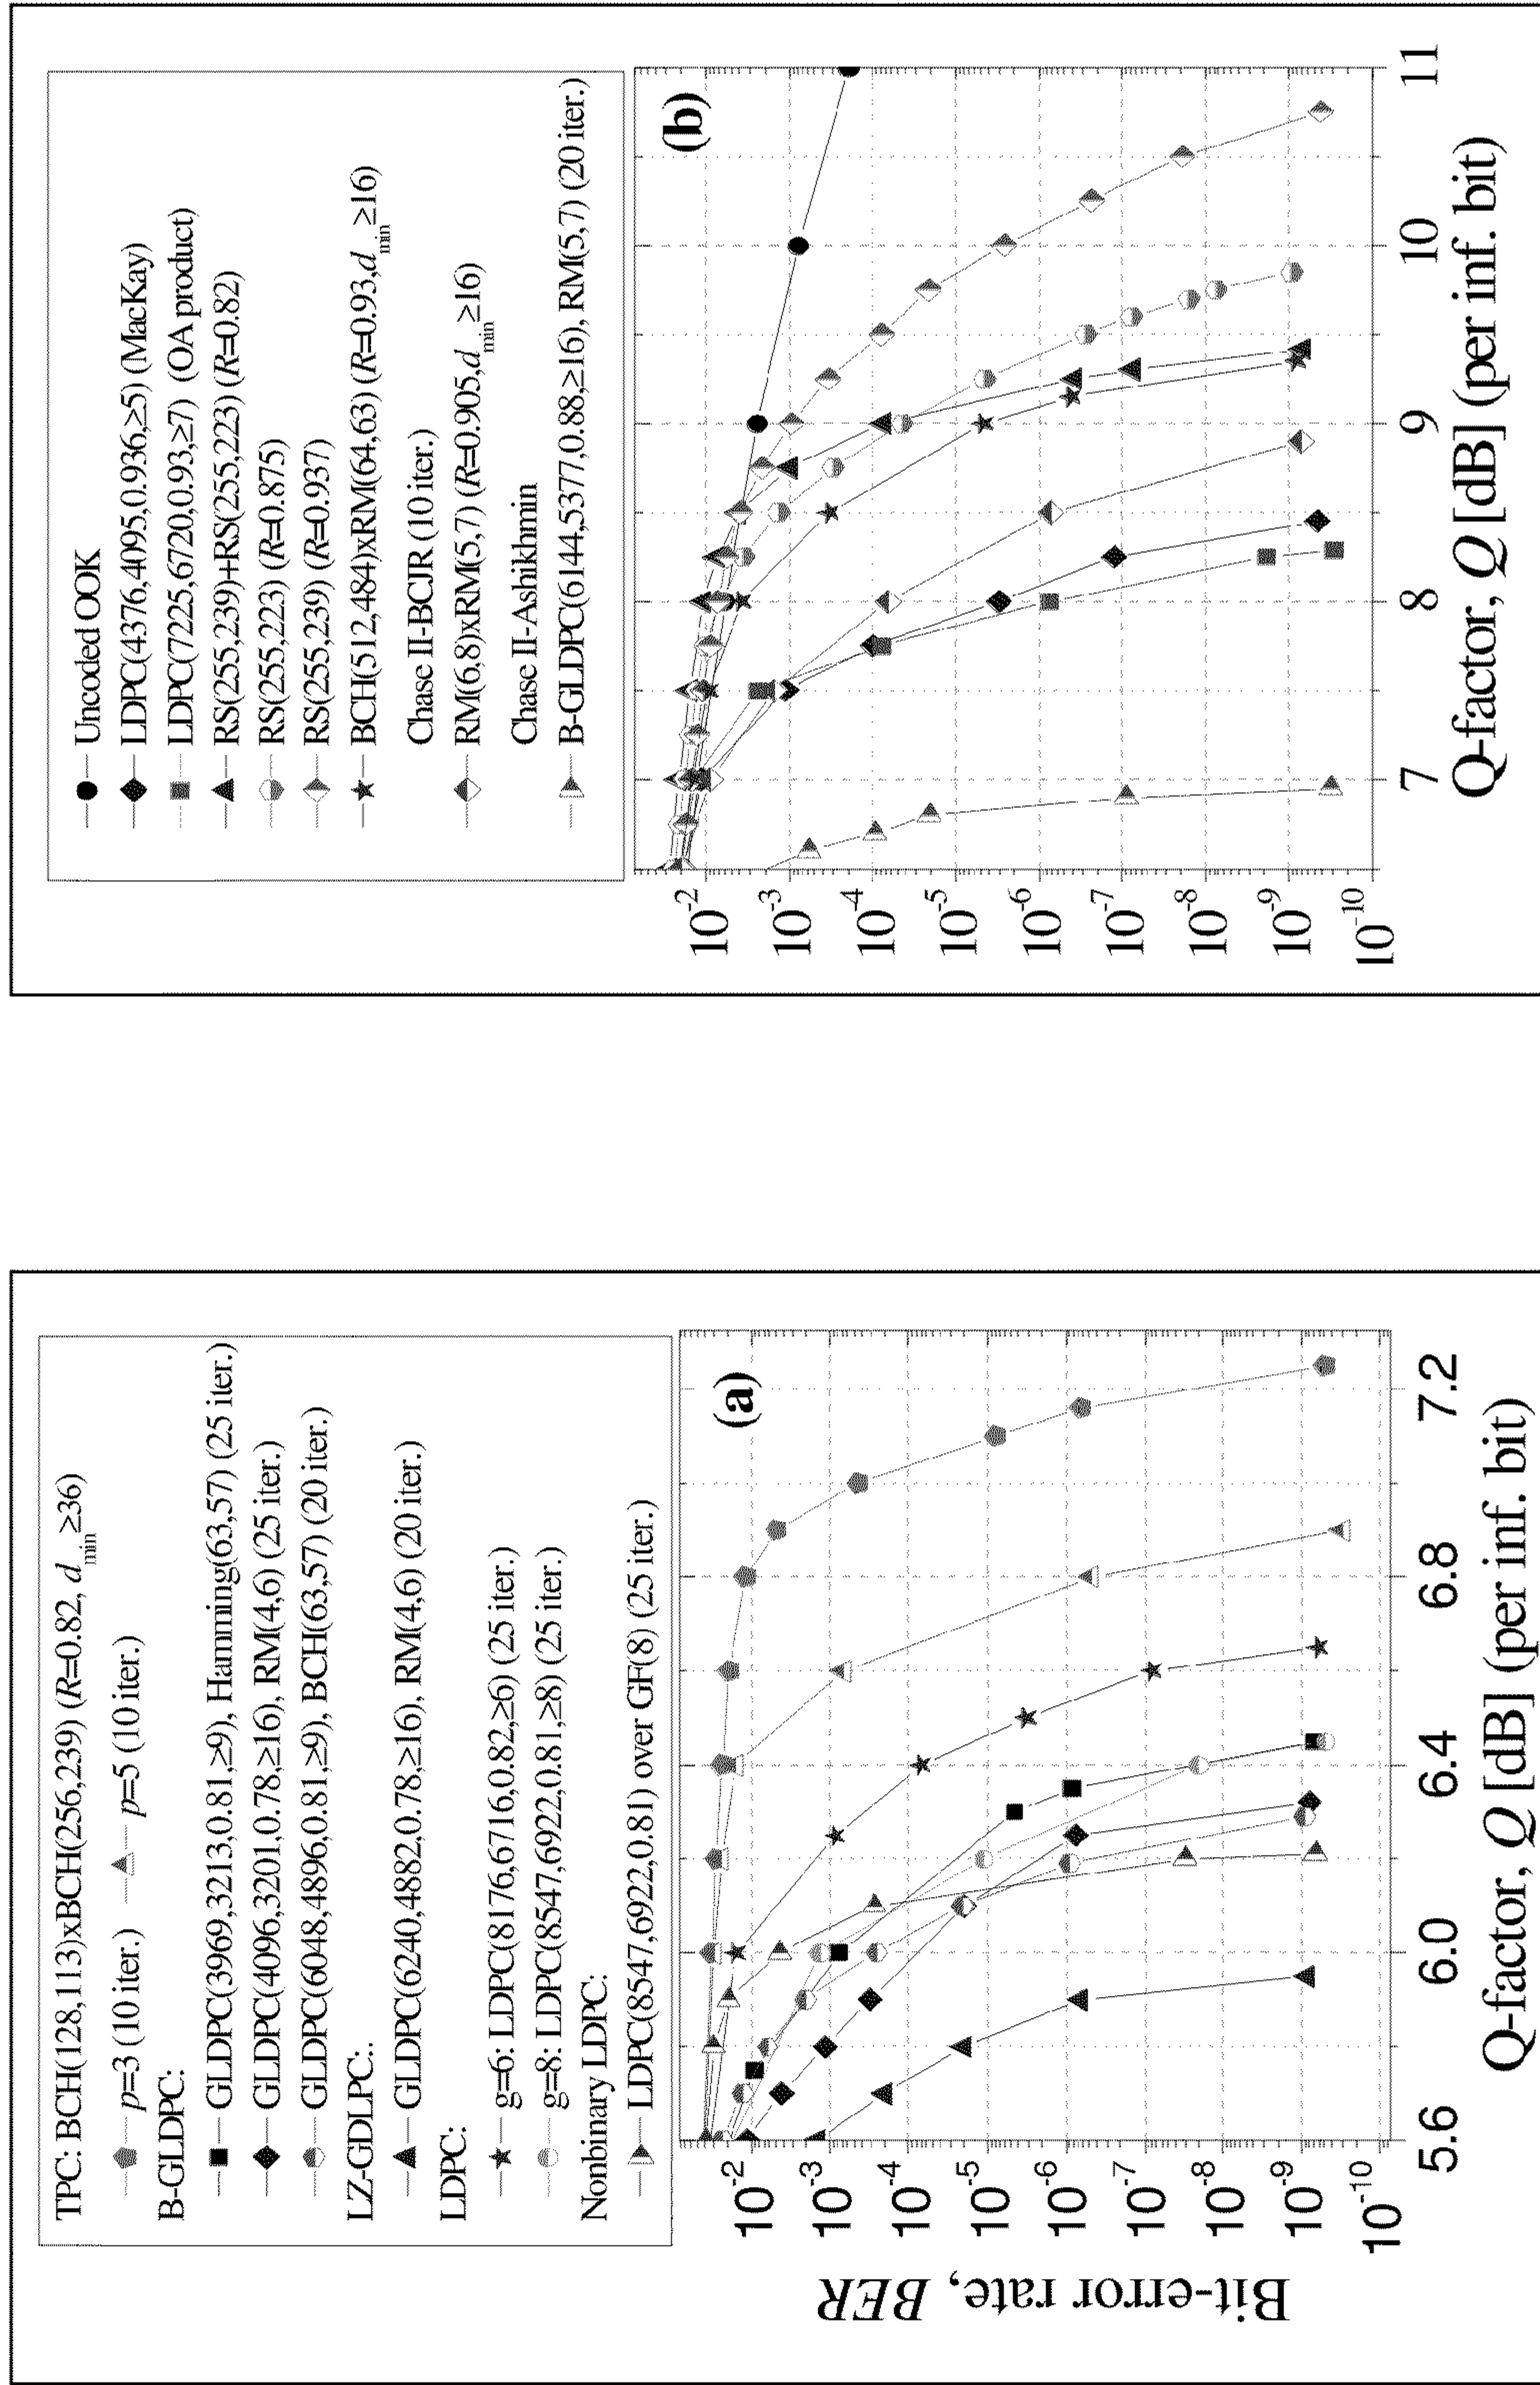 TPC: BCH(128,113)xBCH(256,239) (R=0.82, dmin≥36)
p=3 (10 iter.) p=5 (10 iter.)
B-GLDPC:
GLDPC(3969,3213,0.81,≥9), Hamming(63,57) (25 iter.)
GLDPC(4096,3201,0.78,≥16), RM(4,6) (25 iter.)
GLDPC(6048,4896,0.81,≥9), BCH(63,57) (20 iter.)
LZ-GDLPC:.
GLDPC(6240,4882,0.78,≥16), RM(4,6) (20 iter.)
LDPC:
g=6: LDPC(8176,6716,0.82,≥6) (25 iter.)
g=8: LDPC(8547,6922,0.81,≥8) (25 iter.)
Nonbinary LDPC:
LDPC(8547,6922,0.81) over GF(8) (25 iter.)
(a)
10-2
10-3
10-4
10-5
10-6
10-7
10-8
10-9
10-10
Bit-error rate, BER
5.6 6.0 6.4 6.8 7.2
Q-factor, Q [dB] (per inf. bit)
Uncoded OOK
LDPC(4376,4095,0.936,≥5) (MacKay)
LDPC(7225,6720,0.93,≥7) (OA product)
RS(255,239)+RS(255,223) (R=0.82)
RS(255,223) (R=0.875)
RS(255,239) (R=0.937)
BCH(512,484)xRM(64,63) (R=0.93,dmin≥16)
Chase II-BCJR (10 iter.)
RM(6,8)xRM(5,7) (R=0.905,dmin≥16)
Chase II-Ashikhmin
B-GLDPC(6144,5377,0.88,≥16), RM(5,7) (20 iter.)
(b)
10-2
10-3
10-4
10-5
10-6
10-7
10-8
10-9
10-10
7 8 9 10 11
Q-factor, Q [dB] (per inf. bit)